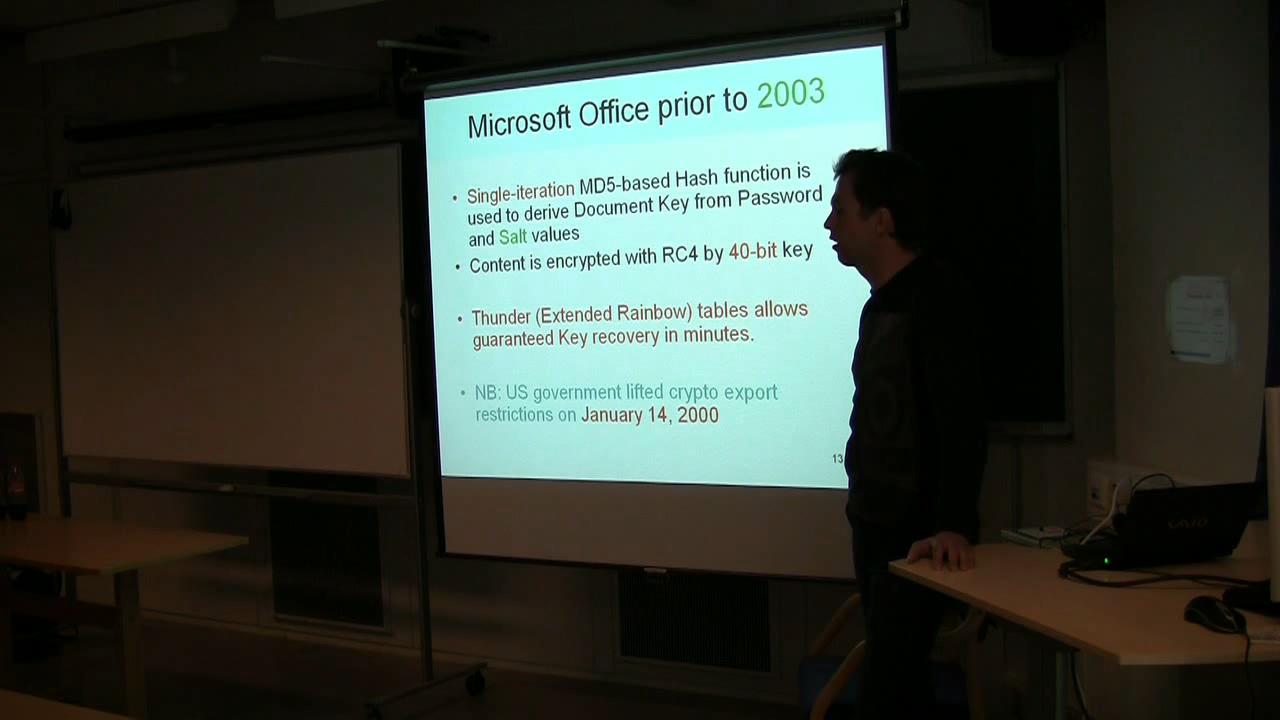 Microsoft Office prior to 2003
• Single-iteration MD5-based Hash function is
used to derive Document Key from Password
and Salt values
• Content is encrypted with RC4 by 40-bit key
• Thunder (Extended Rainbow) tables allows
guaranteed Key recovery in minutes.
• NB: US government lifted crypto export
restrictions on January 14, 2000
13
VAIO